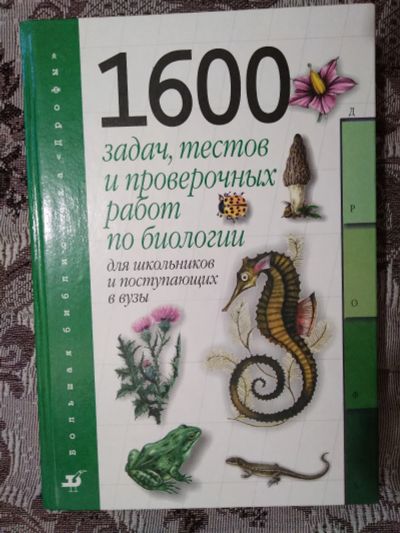 1600
задач, тестов
и проверочных
работ
по биологии
для школьников
и поступающих
в вузы
Большая библиотека «Дрофы»
Д
Р
О
Ф